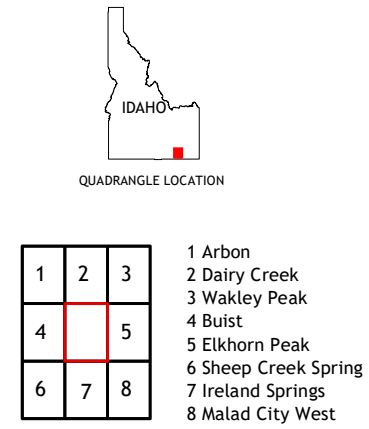 IDAHO
QUADRANGLE LOCATION
1 2 3
4 5
6 7 8
1 Arbon
2 Dairy Creek
3 Wakley Peak
4 Buist
5 Elkhorn Peak
6 Sheep Creek Spring
7 Ireland Springs
8 Malad City West